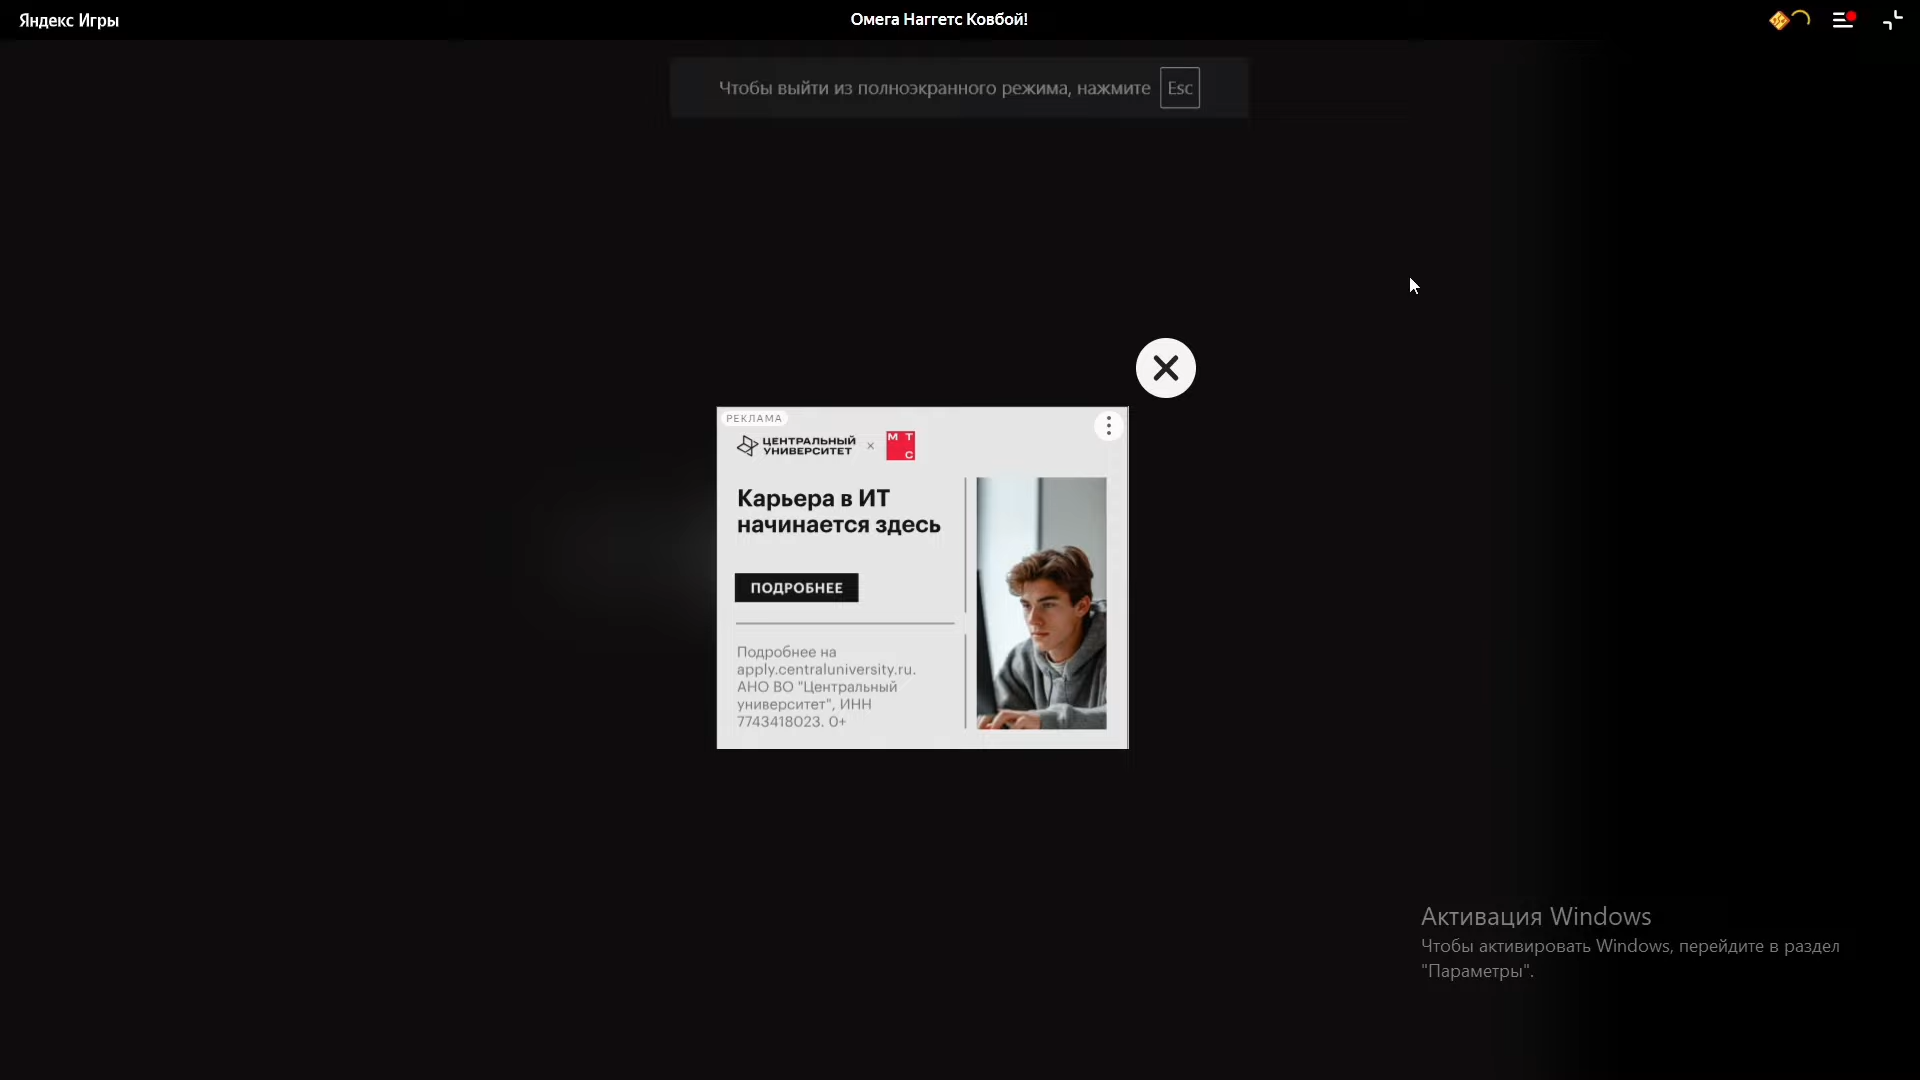 Яндекс Игры
Омега Наггетс Ковбой!
Чтобы выйти из полноэкранного режима, нажмите Esc
РЕКЛАМА
ЦЕНТРАЛЬНЫЙ
УНИВЕРСИТЕТ × МТС
Карьера в ИТ
начинается здесь
ПОДРОБНЕЕ
Подробнее на
apply.centraluniversity.ru.
АНО ВО "Центральный
университет", ИНН
7743418023. 0+
Активация Windows
Чтобы активировать Windows, перейдите в раздел
"Параметры".